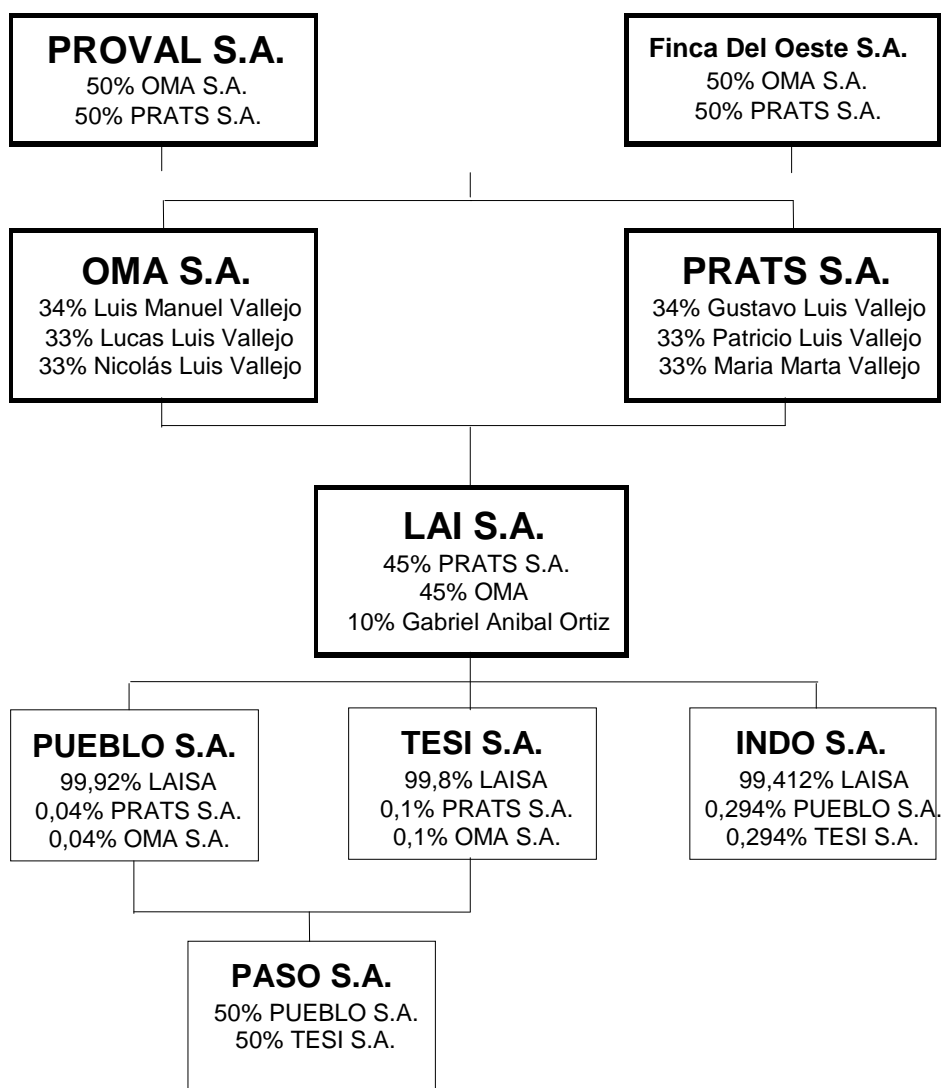 PROVAL S.A.
50% OMA S.A.
50% PRATS S.A.
Finca Del Oeste S.A.
50% OMA S.A.
50% PRATS S.A.
OMA S.A.
34% Luis Manuel Vallejo
33% Lucas Luis Vallejo
33% Nicolás Luis Vallejo
PRATS S.A.
34% Gustavo Luis Vallejo
33% Patricio Luis Vallejo
33% Maria Marta Vallejo
LAI S.A.
45% PRATS S.A.
45% OMA
10% Gabriel Anibal Ortiz
PUEBLO S.A.
99,92% LAISA
0,04% PRATS S.A.
0,04% OMA S.A.
TESI S.A.
99,8% LAISA
0,1% PRATS S.A.
0,1% OMA S.A.
INDO S.A.
99,412% LAISA
0,294% PUEBLO S.A.
0,294% TESI S.A.
PASO S.A.
50% PUEBLO S.A.
50% TESI S.A.